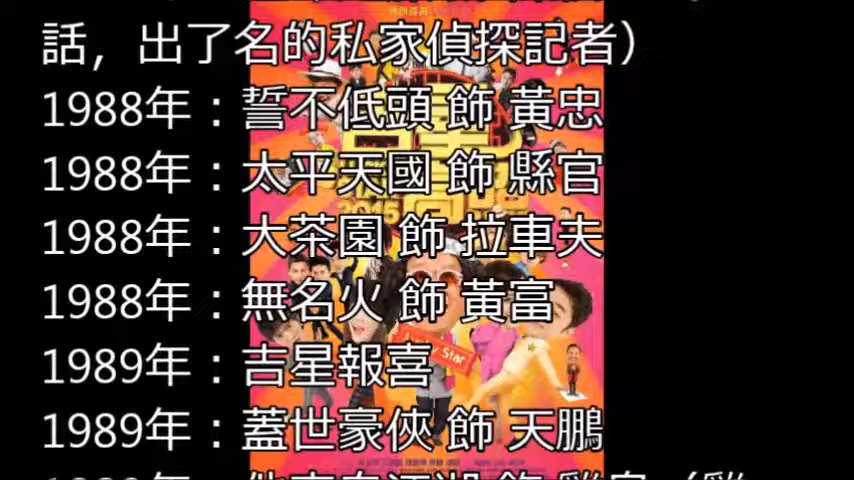 話，出了名的私家偵探記者）
1988年：誓不低頭 飾 黃忠
1988年：太平天國 飾 縣官
1988年：大茶園 飾 拉車夫
1988年：無名火 飾 黃富
1989年：吉星報喜
1989年：蓋世豪俠 飾 天鵬
2015
Lucky Star